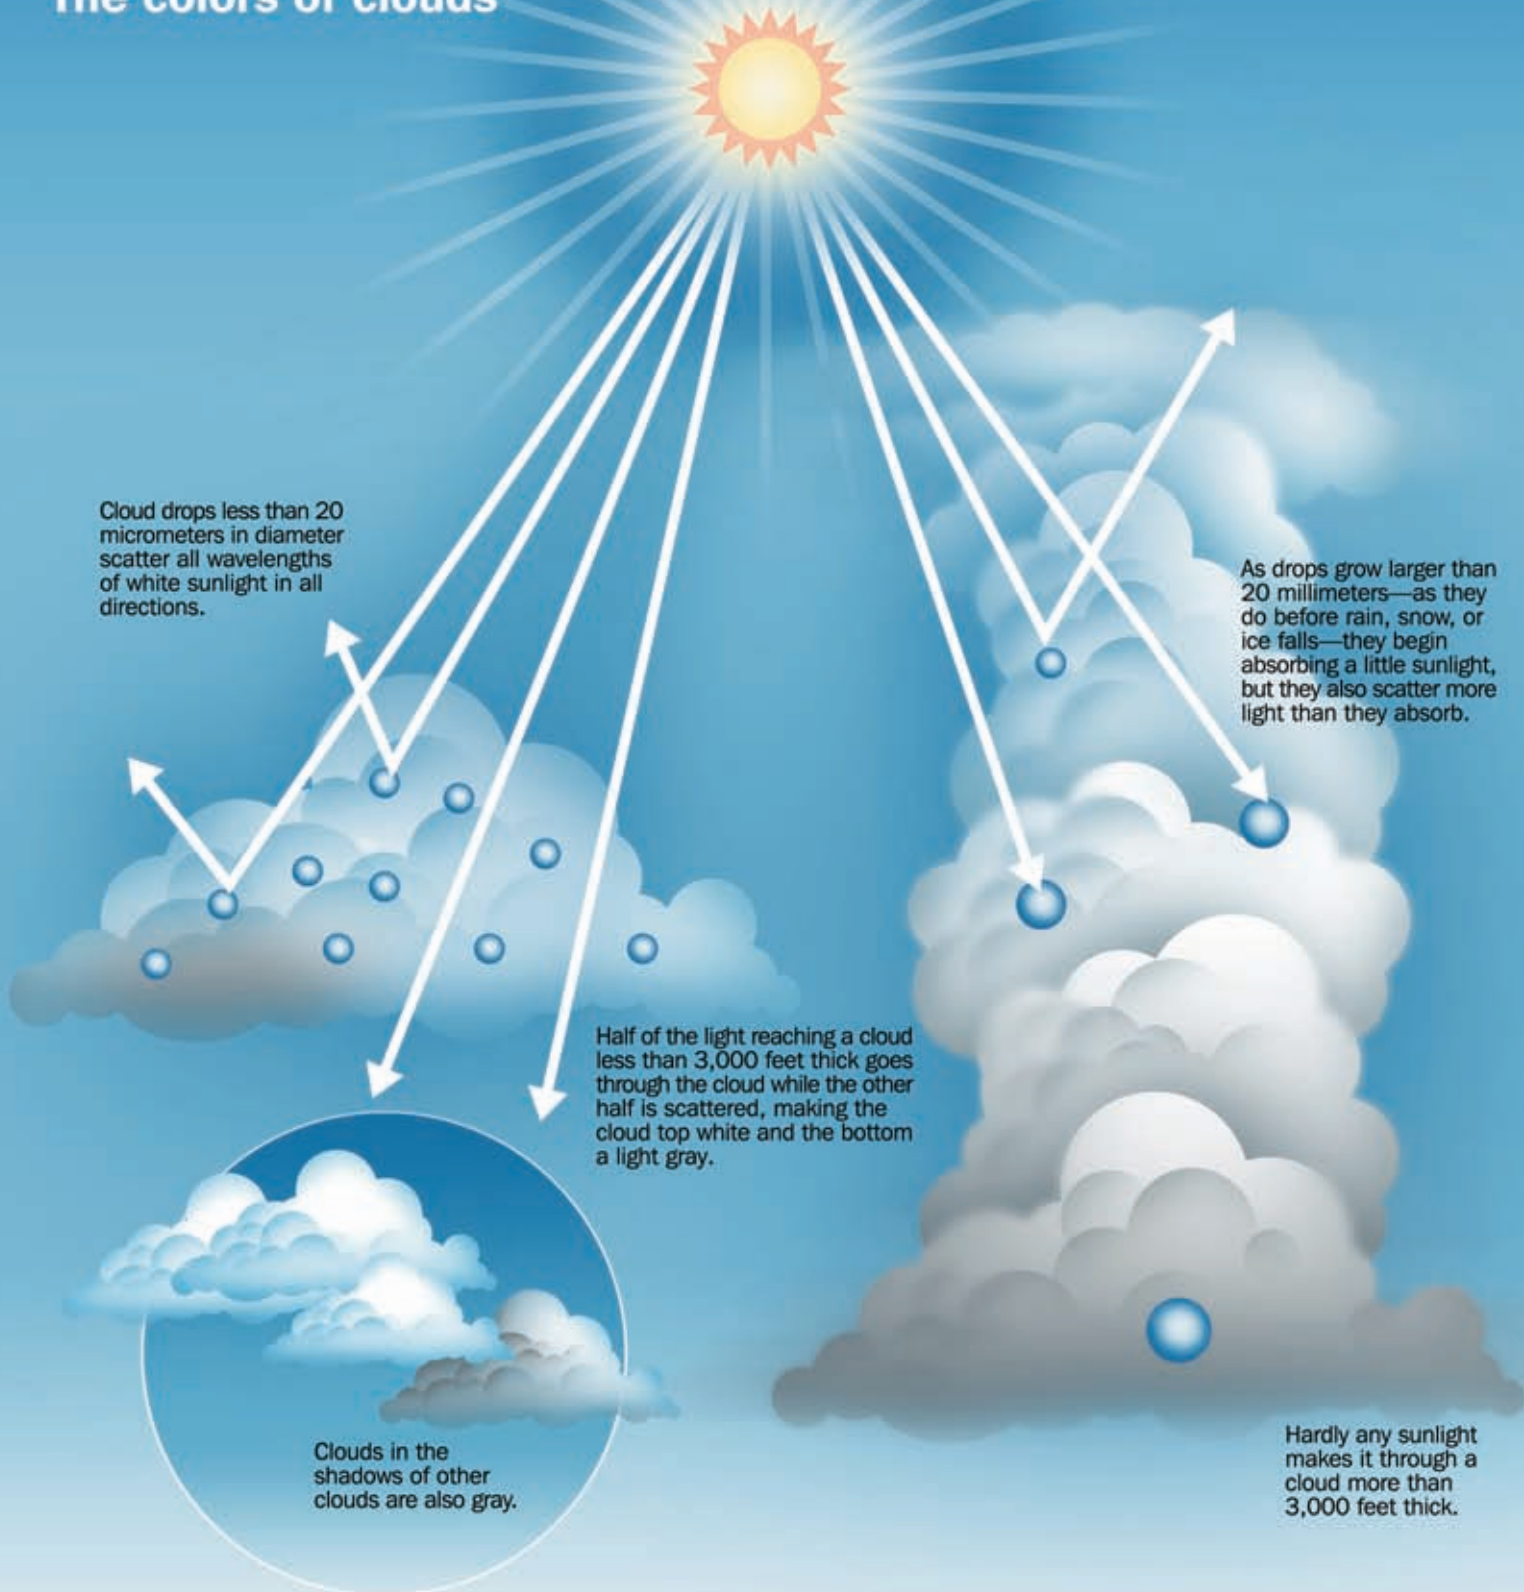 The colors of clouds
Cloud drops less than 20
micrometers in diameter
scatter all wavelengths
of white sunlight in all
directions.
As drops grow larger than
20 millimeters—as they
do before rain, snow, or
ice falls—they begin
absorbing a little sunlight,
but they also scatter more
light than they absorb.
Half of the light reaching a cloud
less than 3,000 feet thick goes
through the cloud while the other
half is scattered, making the
cloud top white and the bottom
a light gray.
Clouds in the
shadows of other
clouds are also gray.
Hardly any sunlight
makes it through a
cloud more than
3,000 feet thick.